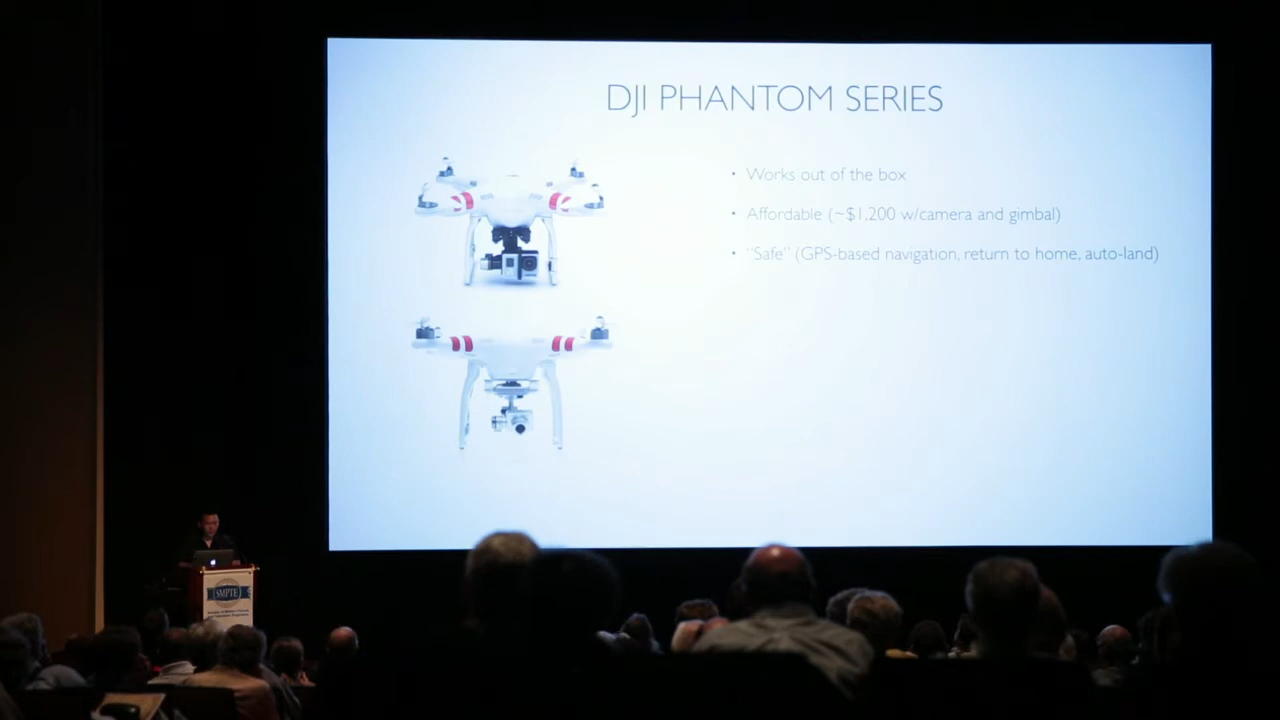 DJI PHANTOM SERIES
• Works out of the box
• Affordable (~$1,200 w/camera and gimbal)
• “Safe” (GPS-based navigation, return to home, auto-land)
SMPTE